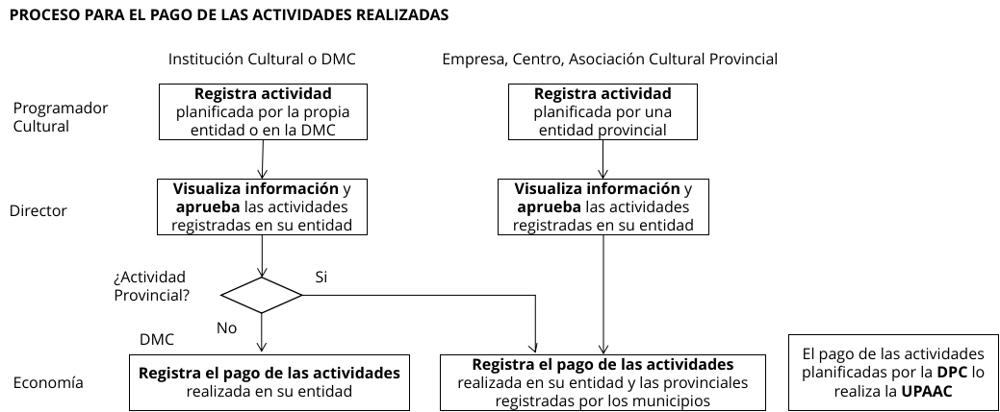 PROCESO PARA EL PAGO DE LAS ACTIVIDADES REALIZADAS
Institución Cultural o DMC
Empresa, Centro, Asociación Cultural Provincial
Programador
Cultural
Registra actividad
planificada por la propia
entidad o en la DMC
Registra actividad
planificada por una
entidad provincial
Director
Visualiza información y
aprueba las actividades
registradas en su entidad
Visualiza información y
aprueba las actividades
registradas en su entidad
¿Actividad
Provincial?
Si
No
DMC
Economía
Registra el pago de las actividades
realizada en su entidad
Registra el pago de las actividades
realizada en su entidad y las provinciales
registradas por los municipios
El pago de las actividades
planificadas por la DPC lo
realiza la UPAAC